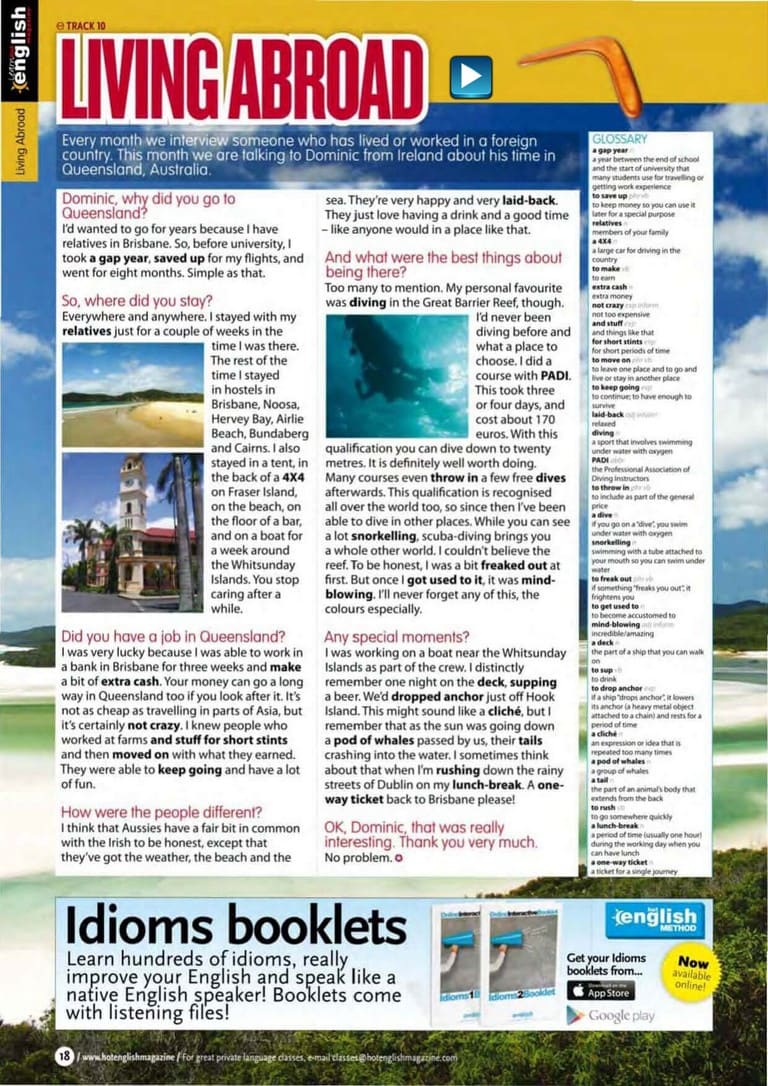 Learn hot
english
magazine
Living Abroad
TRACK 10
LIVING ABROAD
Every month we interview someone who has lived or worked in a foreign
country. This month we are talking to Dominic from Ireland about his time in
Queensland, Australia.
Dominic, why did you go to
Queensland?
I'd wanted to go for years because I have
relatives in Brisbane. So, before university, I
took a gap year, saved up for my flights, and
went for eight months. Simple as that.
So, where did you stay?
Everywhere and anywhere. I stayed with my
relatives just for a couple of weeks in the
time I was there.
The rest of the
time I stayed
in hostels in
Brisbane, Noosa,
Hervey Bay, Airlie
Beach, Bundaberg
and Cairns. I also
stayed in a tent, in
the back of a 4X4
on Fraser Island,
on the beach, on
the floor of a bar,
and on a boat for
a week around
the Whitsunday
Islands. You stop
caring after a
while.
Did you have a job in Queensland?
I was very lucky because I was able to work in
a bank in Brisbane for three weeks and make
a bit of extra cash. Your money can go a long
way in Queensland too if you look after it. It's
not as cheap as travelling in parts of Asia, but
it's certainly not crazy. I knew people who
worked at farms and stuff for short stints
and then moved on with what they earned.
They were able to keep going and have a lot
of fun.
How were the people different?
I think that Aussies have a fair bit in common
with the Irish to be honest, except that
they've got the weather, the beach and the
sea. They're very happy and very laid-back.
They just love having a drink and a good time
– like anyone would in a place like that.
And what were the best things about
being there?
Too many to mention. My personal favourite
was diving in the Great Barrier Reef, though.
I'd never been
diving before and
what a place to
choose. I did a
course with PADI.
This took three
or four days, and
cost about 170
euros. With this
qualification you can dive down to twenty
metres. It is definitely well worth doing.
Many courses even throw in a few free dives
afterwards. This qualification is recognised
all over the world too, so since then I've been
able to dive in other places. While you can see
a lot snorkelling, scuba-diving brings you
a whole other world. I couldn't believe the
reef. To be honest, I was a bit freaked out at
first. But once I got used to it, it was mind-
blowing. I'll never forget any of this, the
colours especially.
Any special moments?
I was working on a boat near the Whitsunday
Islands as part of the crew. I distinctly
remember one night on the deck, supping
a beer. We'd dropped anchor just off Hook
Island. This might sound like a cliché, but I
remember that as the sun was going down
a pod of whales passed by us, their tails
crashing into the water. I sometimes think
about that when I'm rushing down the rainy
streets of Dublin on my lunch-break. A one-
way ticket back to Brisbane please!
OK, Dominic, that was really
interesting. Thank you very much.
No problem.
GLOSSARY
a gap year n
a year between the end of school
and the start of university that
many students use for travelling or
getting work experience
to save up phr vb
to keep money so you can use it
later for a special purpose
relatives n
members of your family
a 4X4 n
a large car for driving in the
country
to make vb
to earn
extra cash n
extra money
not crazy exp inform
not too expensive
and stuff exp
and things like that
for short stints exp
for short periods of time
to move on phr vb
to leave one place and to go and
live or stay in another place
to keep going exp
to continue; to have enough to
survive
laid-back adj inform
relaxed
diving n
a sport that involves swimming
under water with oxygen
PADI abbr
the Professional Association of
Diving Instructors
to throw in phr vb
to include as part of the general
price
a dive n
if you go on a "dive", you swim
under water with oxygen
snorkelling n
swimming with a tube attached to
your mouth so you can swim under
water
to freak out phr vb
if something "freaks you out", it
frightens you
to get used to
to become accustomed to
mind-blowing adj inform
incredible/amazing
a deck n
the part of a ship that you can walk
on
to sup vb
to drink
to drop anchor exp
if a ship "drops anchor", it lowers
its anchor (a heavy metal object
attached to a chain) and rests for a
period of time
a cliché n
an expression or idea that is
repeated too many times
a pod of whales n
a group of whales
a tail n
the part of an animal's body that
extends from the back
to rush vb
to go somewhere quickly
a lunch-break n
a period of time (usually one hour)
during the working day when you
can have lunch
a one-way ticket n
a ticket for a single journey
Idioms booklets
Learn hundreds of idioms, really
improve your English and speak like a
native English speaker! Booklets come
with listening files!
Idioms1B
Online Interactive Booklet
Idioms2Booklet
hot
english
METHOD
Get your Idioms
booklets from...
Download on the
App Store
Google play
Now
available
online!
18 / www.hotenglishmagazine / For great private language classes, e-mail classes@hotenglishmagazine.com